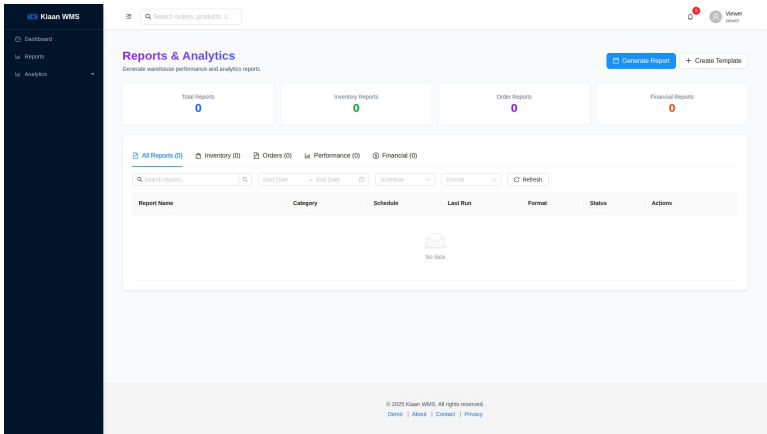 Kiaan WMS
Search orders, products, c...
5
Viewer
viewer
Dashboard
Reports
Analytics
Reports & Analytics
Generate warehouse performance and analytics reports
Generate Report
Create Template
Total Reports
0
Inventory Reports
0
Order Reports
0
Financial Reports
0
All Reports (0) Inventory (0) Orders (0) Performance (0) Financial (0)
Search reports... Start Date End Date Schedule Format Refresh
Report Name Category Schedule Last Run Format Status Actions
No data
© 2025 Kiaan WMS. All rights reserved.
Demo | About | Contact | Privacy